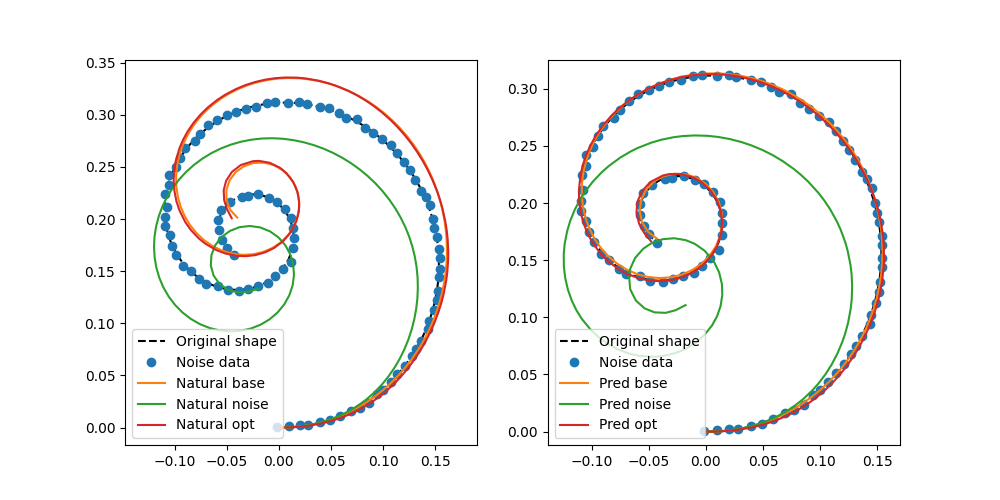 0.35
0.30
0.25
0.20
0.15
0.10
0.05
0.00
−0.10
−0.05
0.00
0.05
0.10
0.15
Original shape
Noise data
Natural base
Natural noise
Natural opt
0.30
0.25
0.20
0.15
0.10
0.05
0.00
−0.10
−0.05
0.00
0.05
0.10
0.15
Original shape
Noise data
Pred base
Pred noise
Pred opt